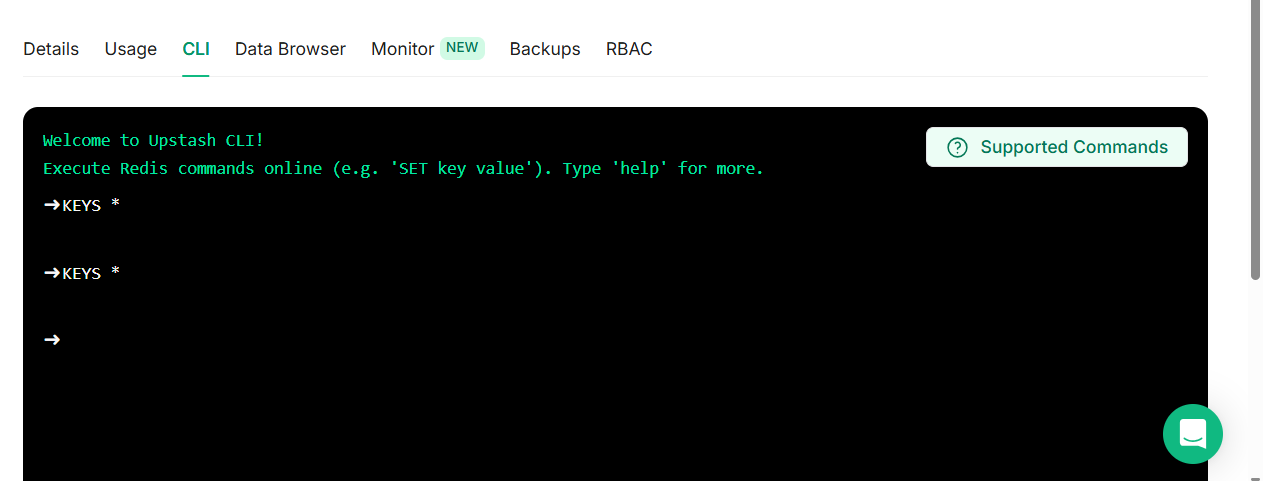 Details Usage CLI Data Browser Monitor NEW Backups RBAC
Welcome to Upstash CLI!
Supported Commands
Execute Redis commands online (e.g. 'SET key value'). Type 'help' for more.
➜KEYS *
➜KEYS *
➜